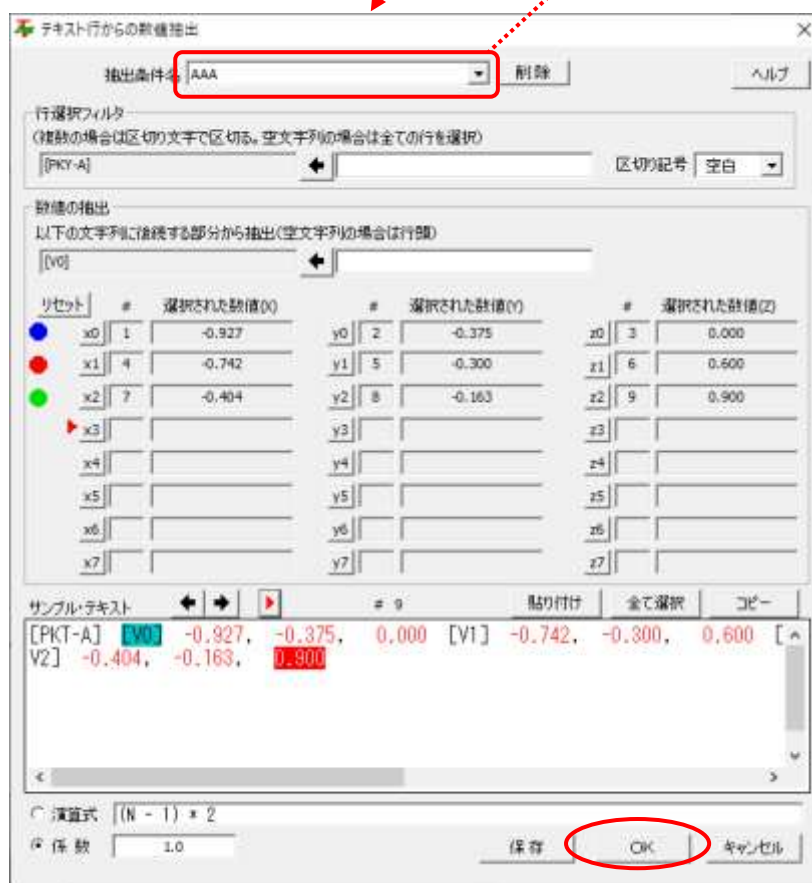 テキスト行からの数値抽出
抽出条件名 AAA 削除 ヘルプ
行選択フィルタ
(複数の場合は区切り文字で区切る。空文字列の場合は全ての行を選択)
[PKY-A] 区切り記号 空白
数値の抽出
以下の文字列に後続する部分から抽出(空文字列の場合は行頭)
[V0]
リセット # 選択された数値(X) # 選択された数値(Y) # 選択された数値(Z)
x0 1 -0.927 y0 2 -0.375 z0 3 0.000
x1 4 -0.742 y1 5 -0.300 z1 6 0.600
x2 7 -0.404 y2 8 -0.163 z2 9 0.900
x3 y3 z3
x4 y4 z4
x5 y5 z5
x6 y6 z6
x7 y7 z7
サンプル・テキスト # 9 貼り付け 全て選択 コピー
[PKT-A] [V0] -0.927, -0.375, 0.000 [V1] -0.742, -0.300, 0.600 [
V2] -0.404, -0.163, 0.900
演算式 (N - 1) * 2
係数 1.0 保存 OK キャンセル